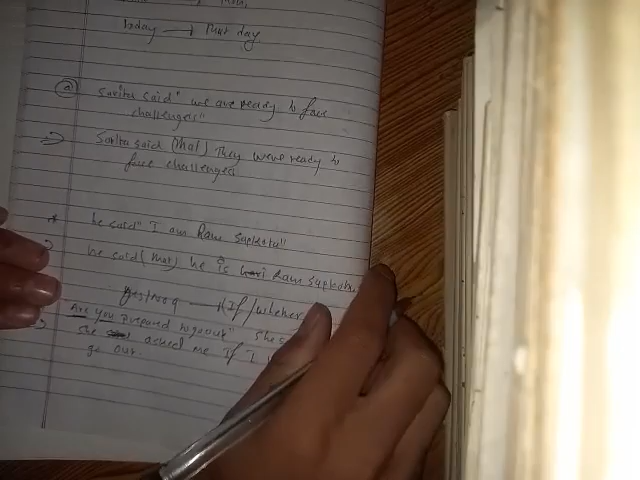 today → that day.
a) Sarita said" we are ready to face
challenges"
⇒ Sarita said (that) They were ready to
face challenges
* he said" I am Ram Sapkota"
he said( that) he is Ram Sapkota
Yes/no q → If/wheher
Are you prepared to go out" She s
she asked me If I
go out.